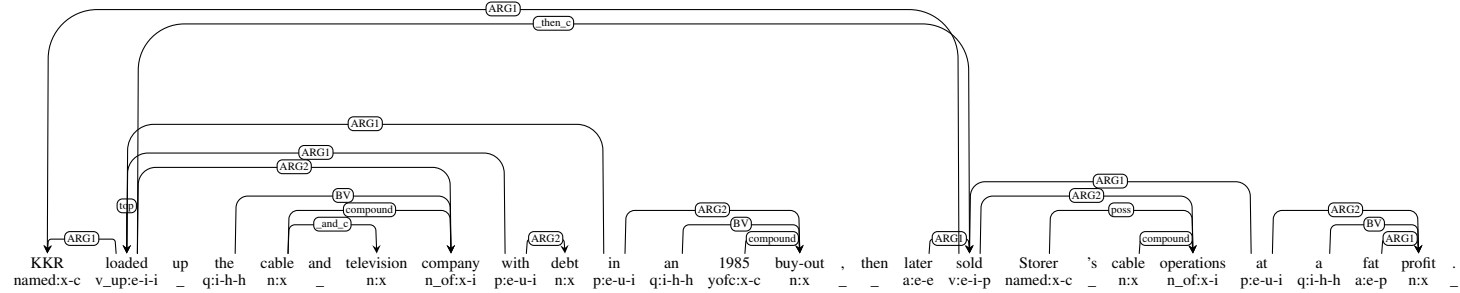 ARG1
_then_c
ARG1
ARG1
ARG2
ARG1
BV
ARG2
top
compound
ARG2
poss
ARG2
_and_c
BV
BV
ARG1
ARG2
compound
ARG1
compound
ARG1
KKR loaded up the cable and television company with debt in an 1985 buy-out , then later sold Storer 's cable operations at a fat profit .
named:x-c v_up:e-i-i _ q:i-h-h n:x _ n:x n_of:x-i p:e-u-i n:x p:e-u-i q:i-h-h yofc:x-c n:x _ _ a:e-e v:e-i-p named:x-c _ n:x n_of:x-i p:e-u-i q:i-h-h a:e-p n:x _